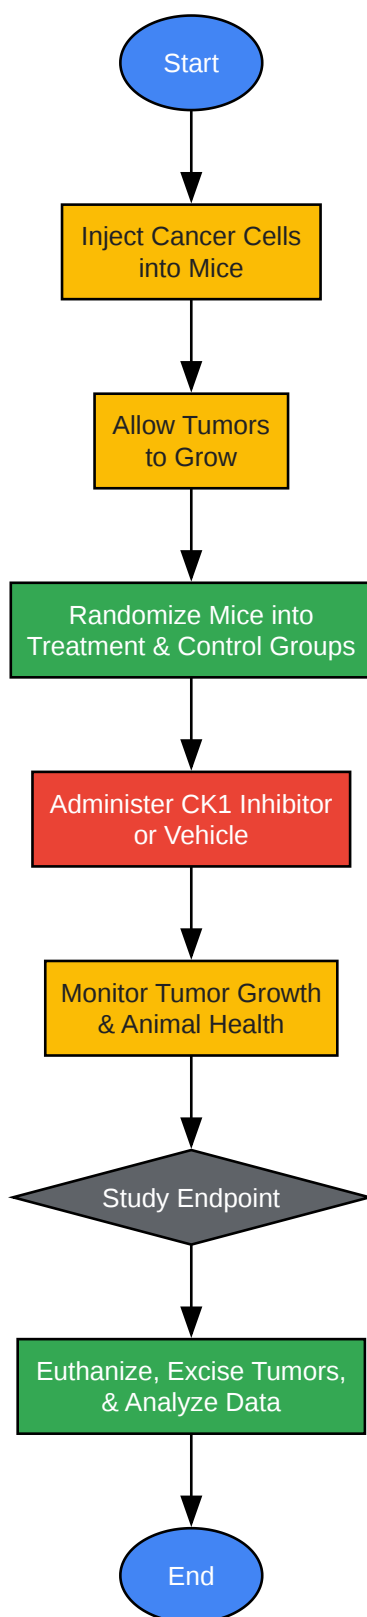 Start
Inject Cancer Cells
into Mice
Allow Tumors
to Grow
Randomize Mice into
Treatment & Control Groups
Administer CK1 Inhibitor
or Vehicle
Monitor Tumor Growth
& Animal Health
Study Endpoint
Euthanize, Excise Tumors,
& Analyze Data
End